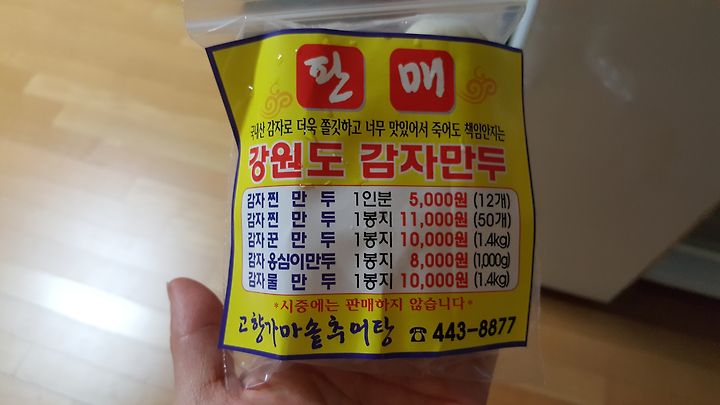 판매
국내산 감자로 더욱 쫄깃하고 너무 맛있어서 죽어도 책임안지는
강원도 감자만두
감자 찐 만 두 1인분 5,000원 (12개)
감자 찐 만 두 1봉지 11,000원 (50개)
감자 꾼 만 두 1봉지 10,000원 (1.4kg)
감자 옹심이만두 1봉지 8,000원 (1,000g)
감자 물 만 두 1봉지 10,000원 (1.4kg)
*시중에는 판매하지 않습니다*
고향가마솥추어탕 ☎ 443-8877